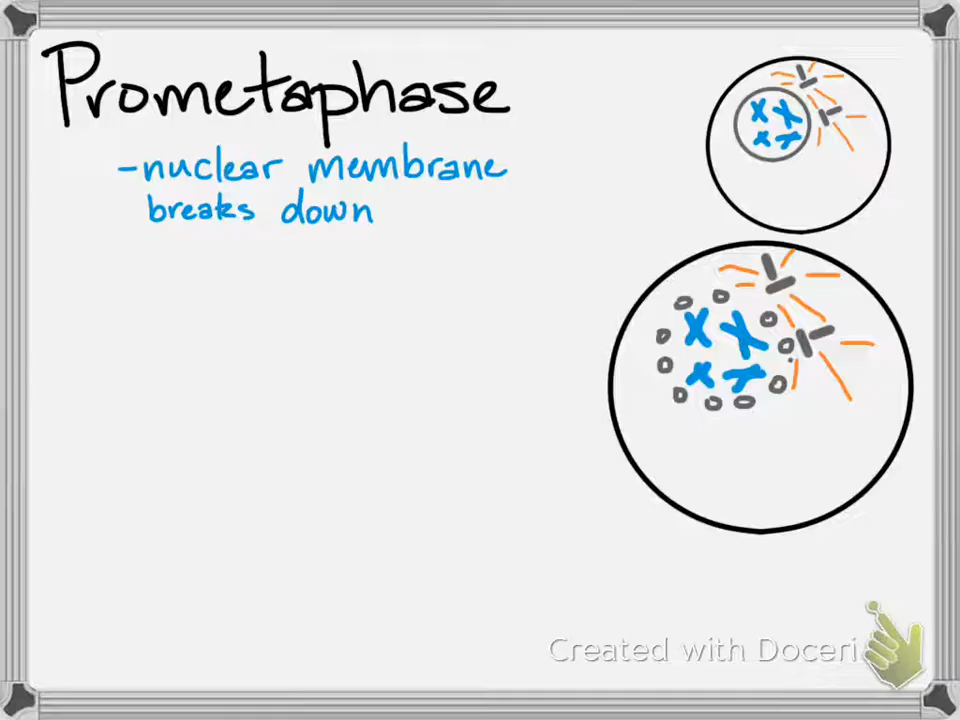 Prometaphase
-nuclear membrane
breaks down
Created with Doceri